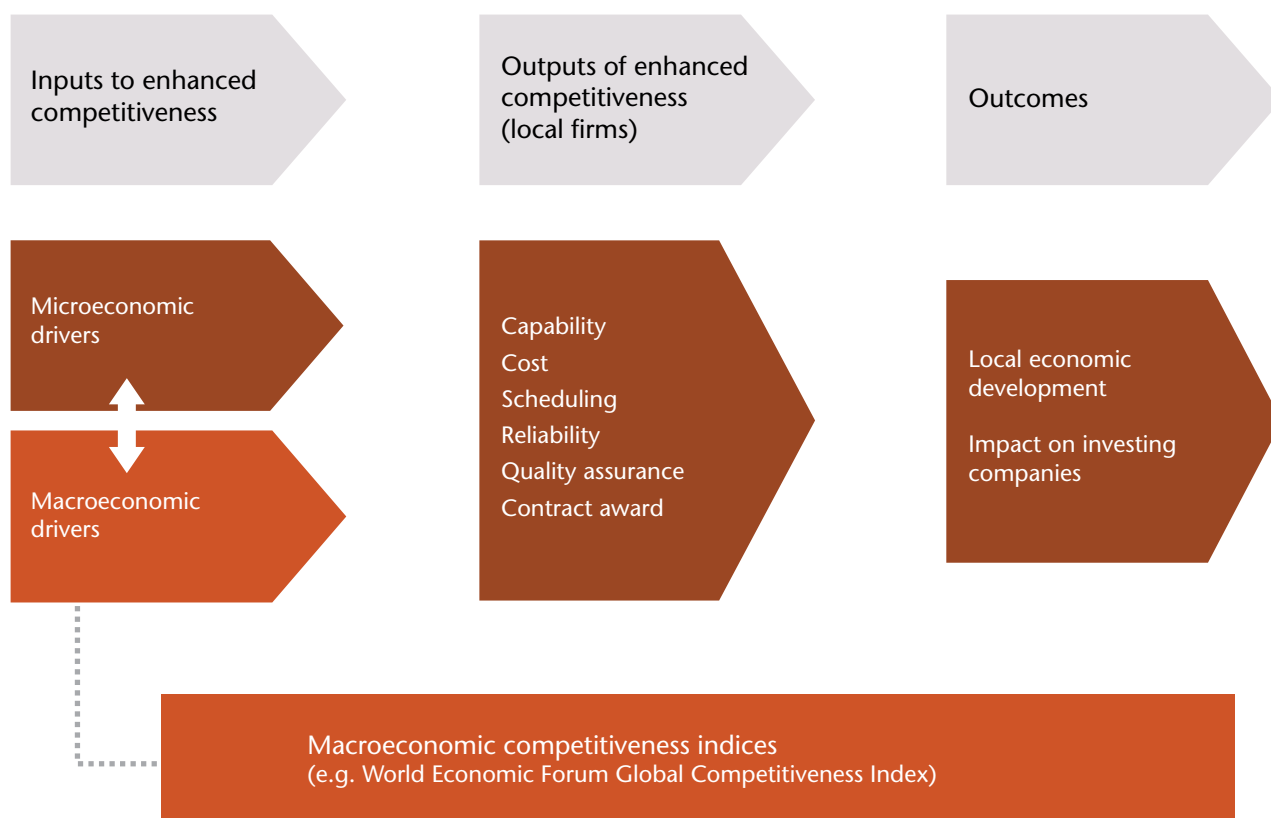 Inputs to enhanced
competitiveness
Outputs of enhanced
competitiveness
(local firms)
Outcomes
Microeconomic
drivers
Macroeconomic
drivers
Capability
Cost
Scheduling
Reliability
Quality assurance
Contract award
Local economic
development
Impact on investing
companies
Macroeconomic competitiveness indices
(e.g. World Economic Forum Global Competitiveness Index)